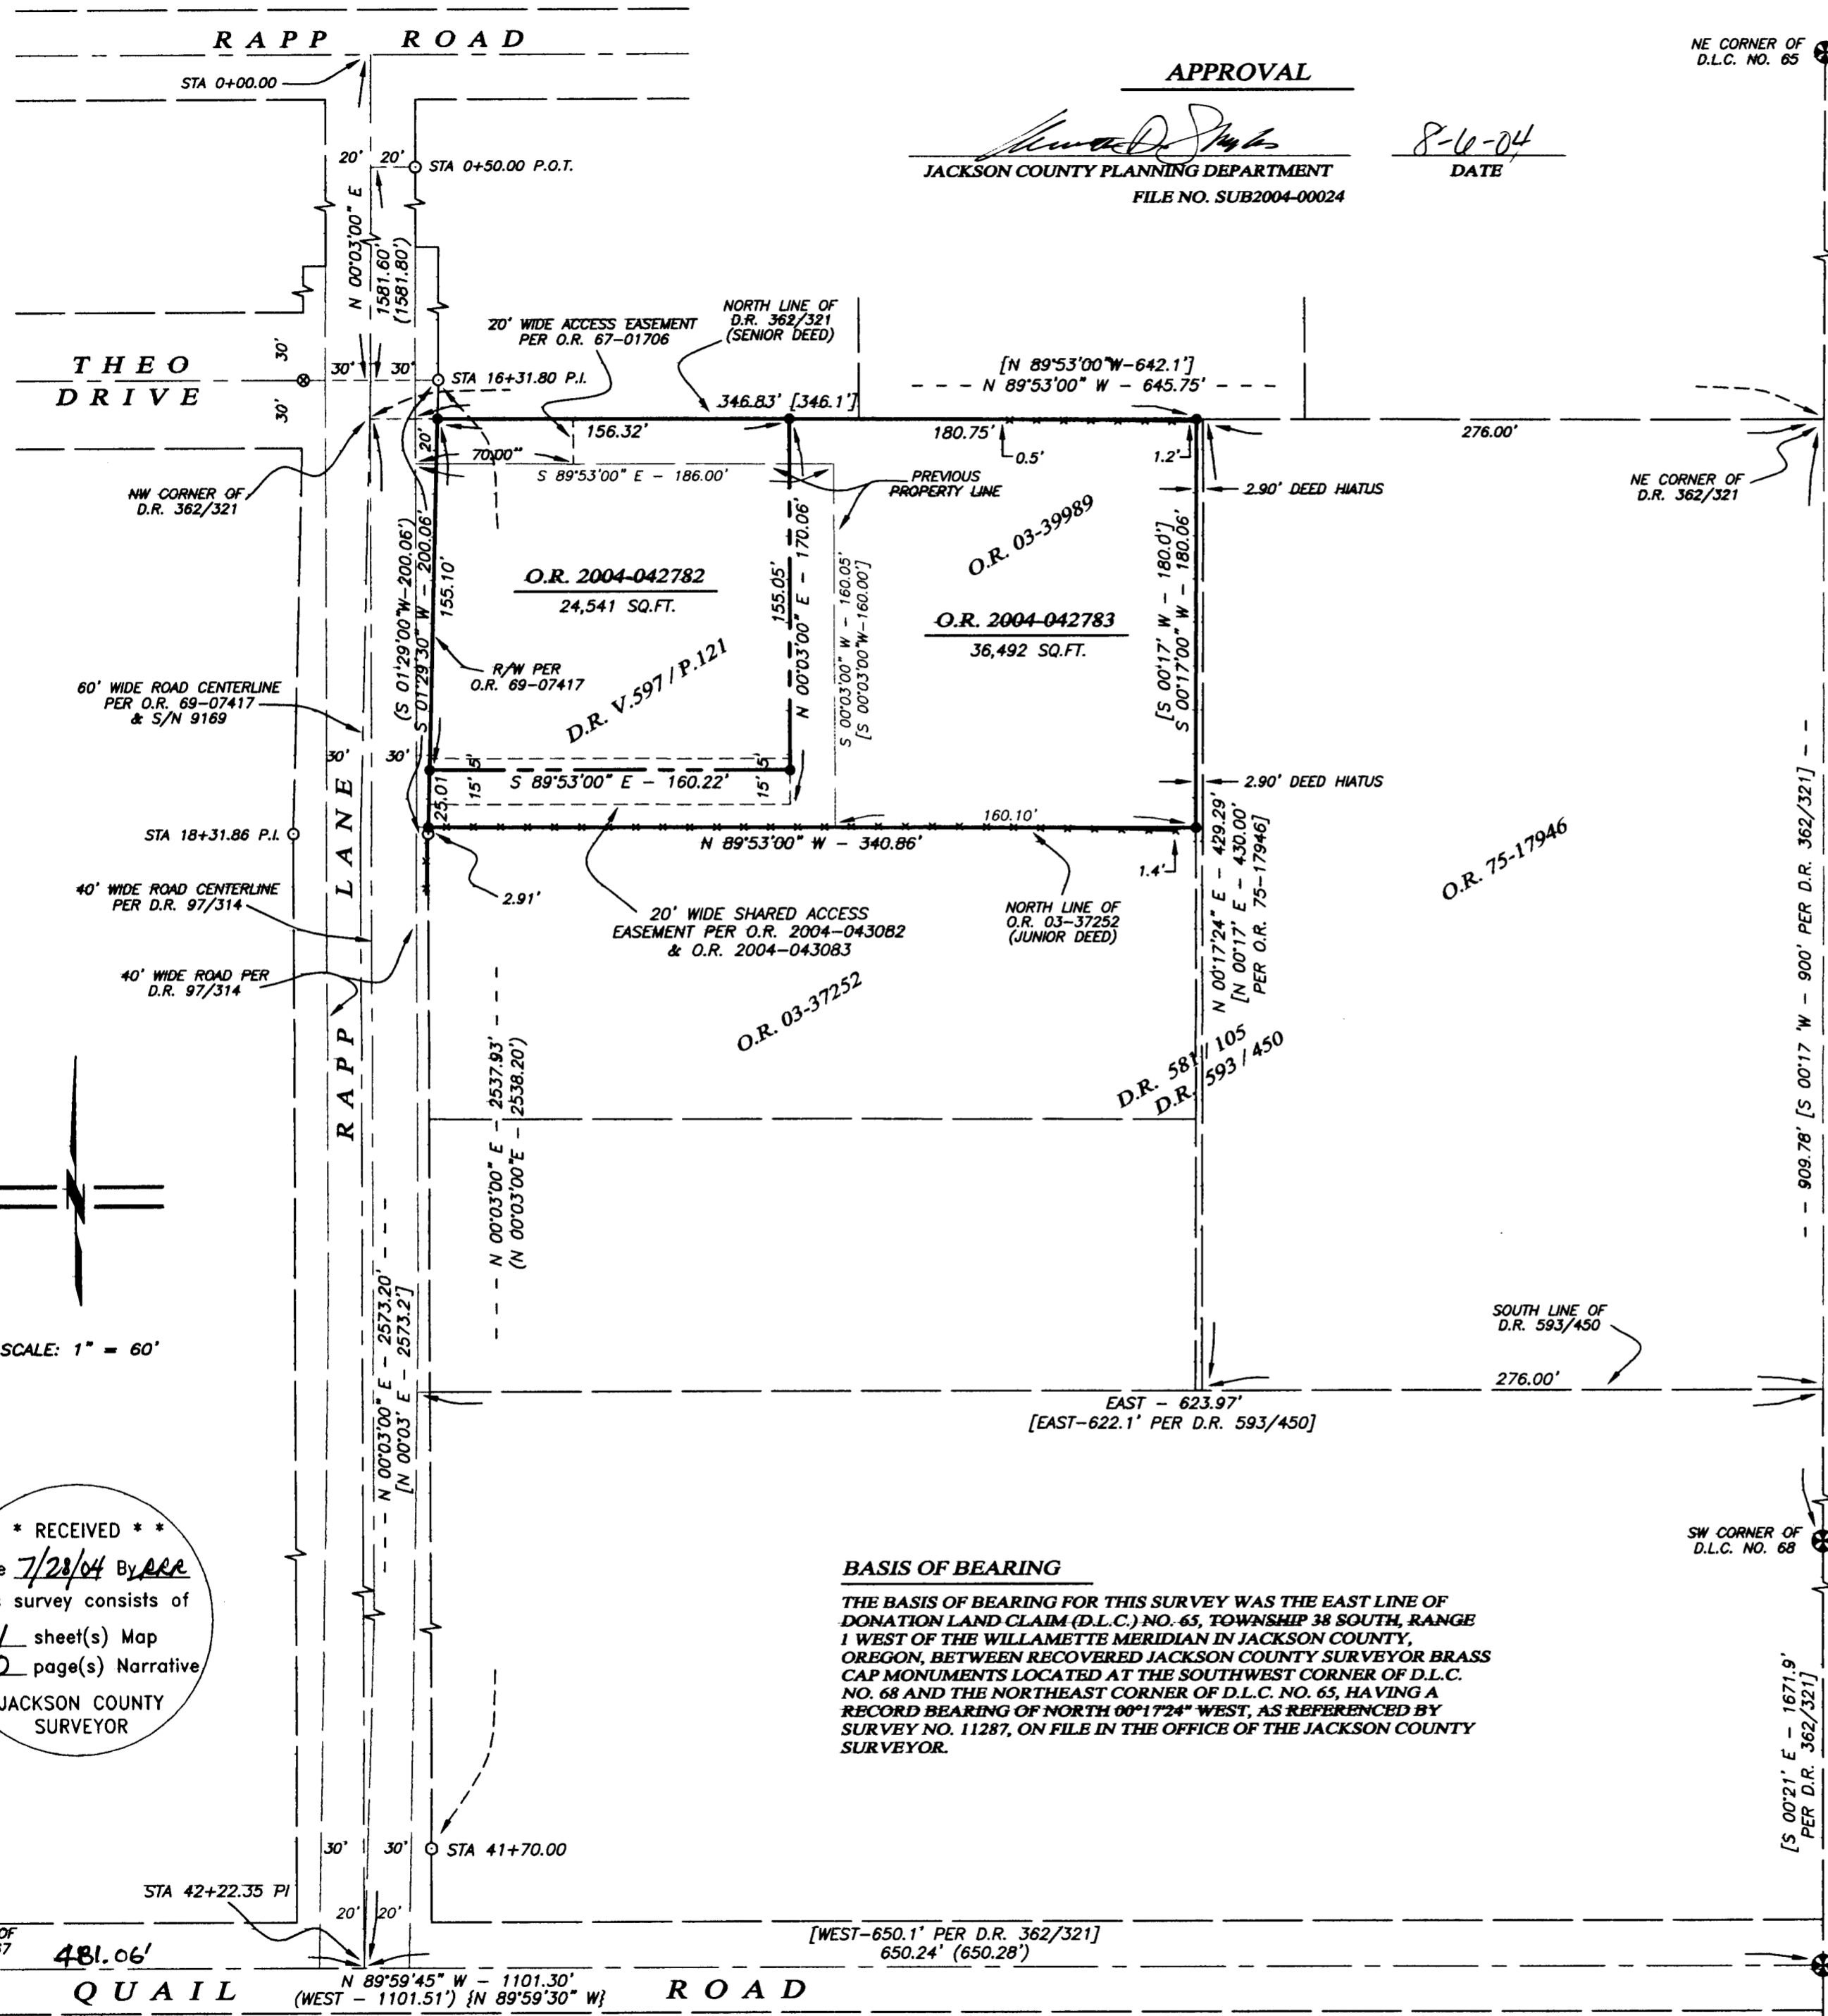 RAPP ROAD
STA 0+00.00
20' 20'
STA 0+50.00 P.O.T.
N 00°03'00" E
1581.60'
(1581.80')
APPROVAL
8-6-04
JACKSON COUNTY PLANNING DEPARTMENT
DATE
FILE NO. SUB2004-00024
NE CORNER OF
D.L.C. NO. 65
THEO
DRIVE
30'
30'
30' 30'
STA 16+31.80 P.I.
20' WIDE ACCESS EASEMENT
PER O.R. 67-01706
NORTH LINE OF
D.R. 362/321
(SENIOR DEED)
[N 89°53'00"W-642.1']
- - - N 89°53'00" W - 645.75' - - -
346.83' [346.1']
156.32'
180.75'
276.00'
20'
70.00"
S 89°53'00" E - 186.00'
PREVIOUS
PROPERTY LINE
0.5'
1.2'
2.90' DEED HIATUS
NE CORNER OF
D.R. 362/321
NW CORNER OF
D.R. 362/321
(S 01°29'00"W-200.06')
S 01°29'30" W - 200.06'
155.10'
O.R. 2004-042782
24,541 SQ.FT.
155.05'
N 00°03'00" E - 170.06'
S 00°03'00" W - 160.05'
[S 00°03'00"W-160.00']
O.R. 03-39989
O.R. 2004-042783
36,492 SQ.FT.
[S 00°17' W - 180.0']
S 00°17'00" W - 180.06'
R/W PER
O.R. 69-07417
D.R. V.597 / P.121
60' WIDE ROAD CENTERLINE
PER O.R. 69-07417
& S/N 9169
30' 30'
15' 5'
S 89°53'00" E - 160.22'
15' 5'
2.90' DEED HIATUS
25.01
160.10'
STA 18+31.86 P.I.
N 89°53'00" W - 340.86'
1.4'
N 00°17'24" E - 429.29'
[N 00°17' E - 430.00'
PER O.R. 75-17946]
O.R. 75-17946
40' WIDE ROAD CENTERLINE
PER D.R. 97/314
2.91'
20' WIDE SHARED ACCESS
EASEMENT PER O.R. 2004-043082
& O.R. 2004-043083
NORTH LINE OF
O.R. 03-37252
(JUNIOR DEED)
40' WIDE ROAD PER
D.R. 97/314
RAPP LANE
O.R. 03-37252
D.R. 581 / 105
D.R. 593 / 450
- - - N 00°03'00" E - 2537.93' - - -
(N 00°03'00"E - 2538.20')
- - 909.78' [S 00°17 'W - 900' PER D.R. 362/321] - -
- - - N 00°03'00" E - 2573.20' - - -
[N 00°03' E - 2573.2']
SCALE: 1" = 60'
SOUTH LINE OF
D.R. 593/450
276.00'
EAST - 623.97'
[EAST-622.1' PER D.R. 593/450]
* RECEIVED * *
7/28/04 By RRR
survey consists of
sheet(s) Map
page(s) Narrative
JACKSON COUNTY
SURVEYOR
SW CORNER OF
D.L.C. NO. 68
BASIS OF BEARING
THE BASIS OF BEARING FOR THIS SURVEY WAS THE EAST LINE OF
DONATION LAND CLAIM (D.L.C.) NO. 65, TOWNSHIP 38 SOUTH, RANGE
1 WEST OF THE WILLAMETTE MERIDIAN IN JACKSON COUNTY,
OREGON, BETWEEN RECOVERED JACKSON COUNTY SURVEYOR BRASS
CAP MONUMENTS LOCATED AT THE SOUTHWEST CORNER OF D.L.C.
NO. 68 AND THE NORTHEAST CORNER OF D.L.C. NO. 65, HAVING A
RECORD BEARING OF NORTH 00°17'24" WEST, AS REFERENCED BY
SURVEY NO. 11287, ON FILE IN THE OFFICE OF THE JACKSON COUNTY
SURVEYOR.
[S 00°21' E - 1671.9'
PER D.R. 362/321]
30' 30'
STA 41+70.00
STA 42+22.35 PI
20' 20'
OF
481.06'
[WEST-650.1' PER D.R. 362/321]
650.24' (650.28')
N 89°59'45" W - 1101.30'
(WEST - 1101.51') {N 89°59'30" W}
QUAIL ROAD